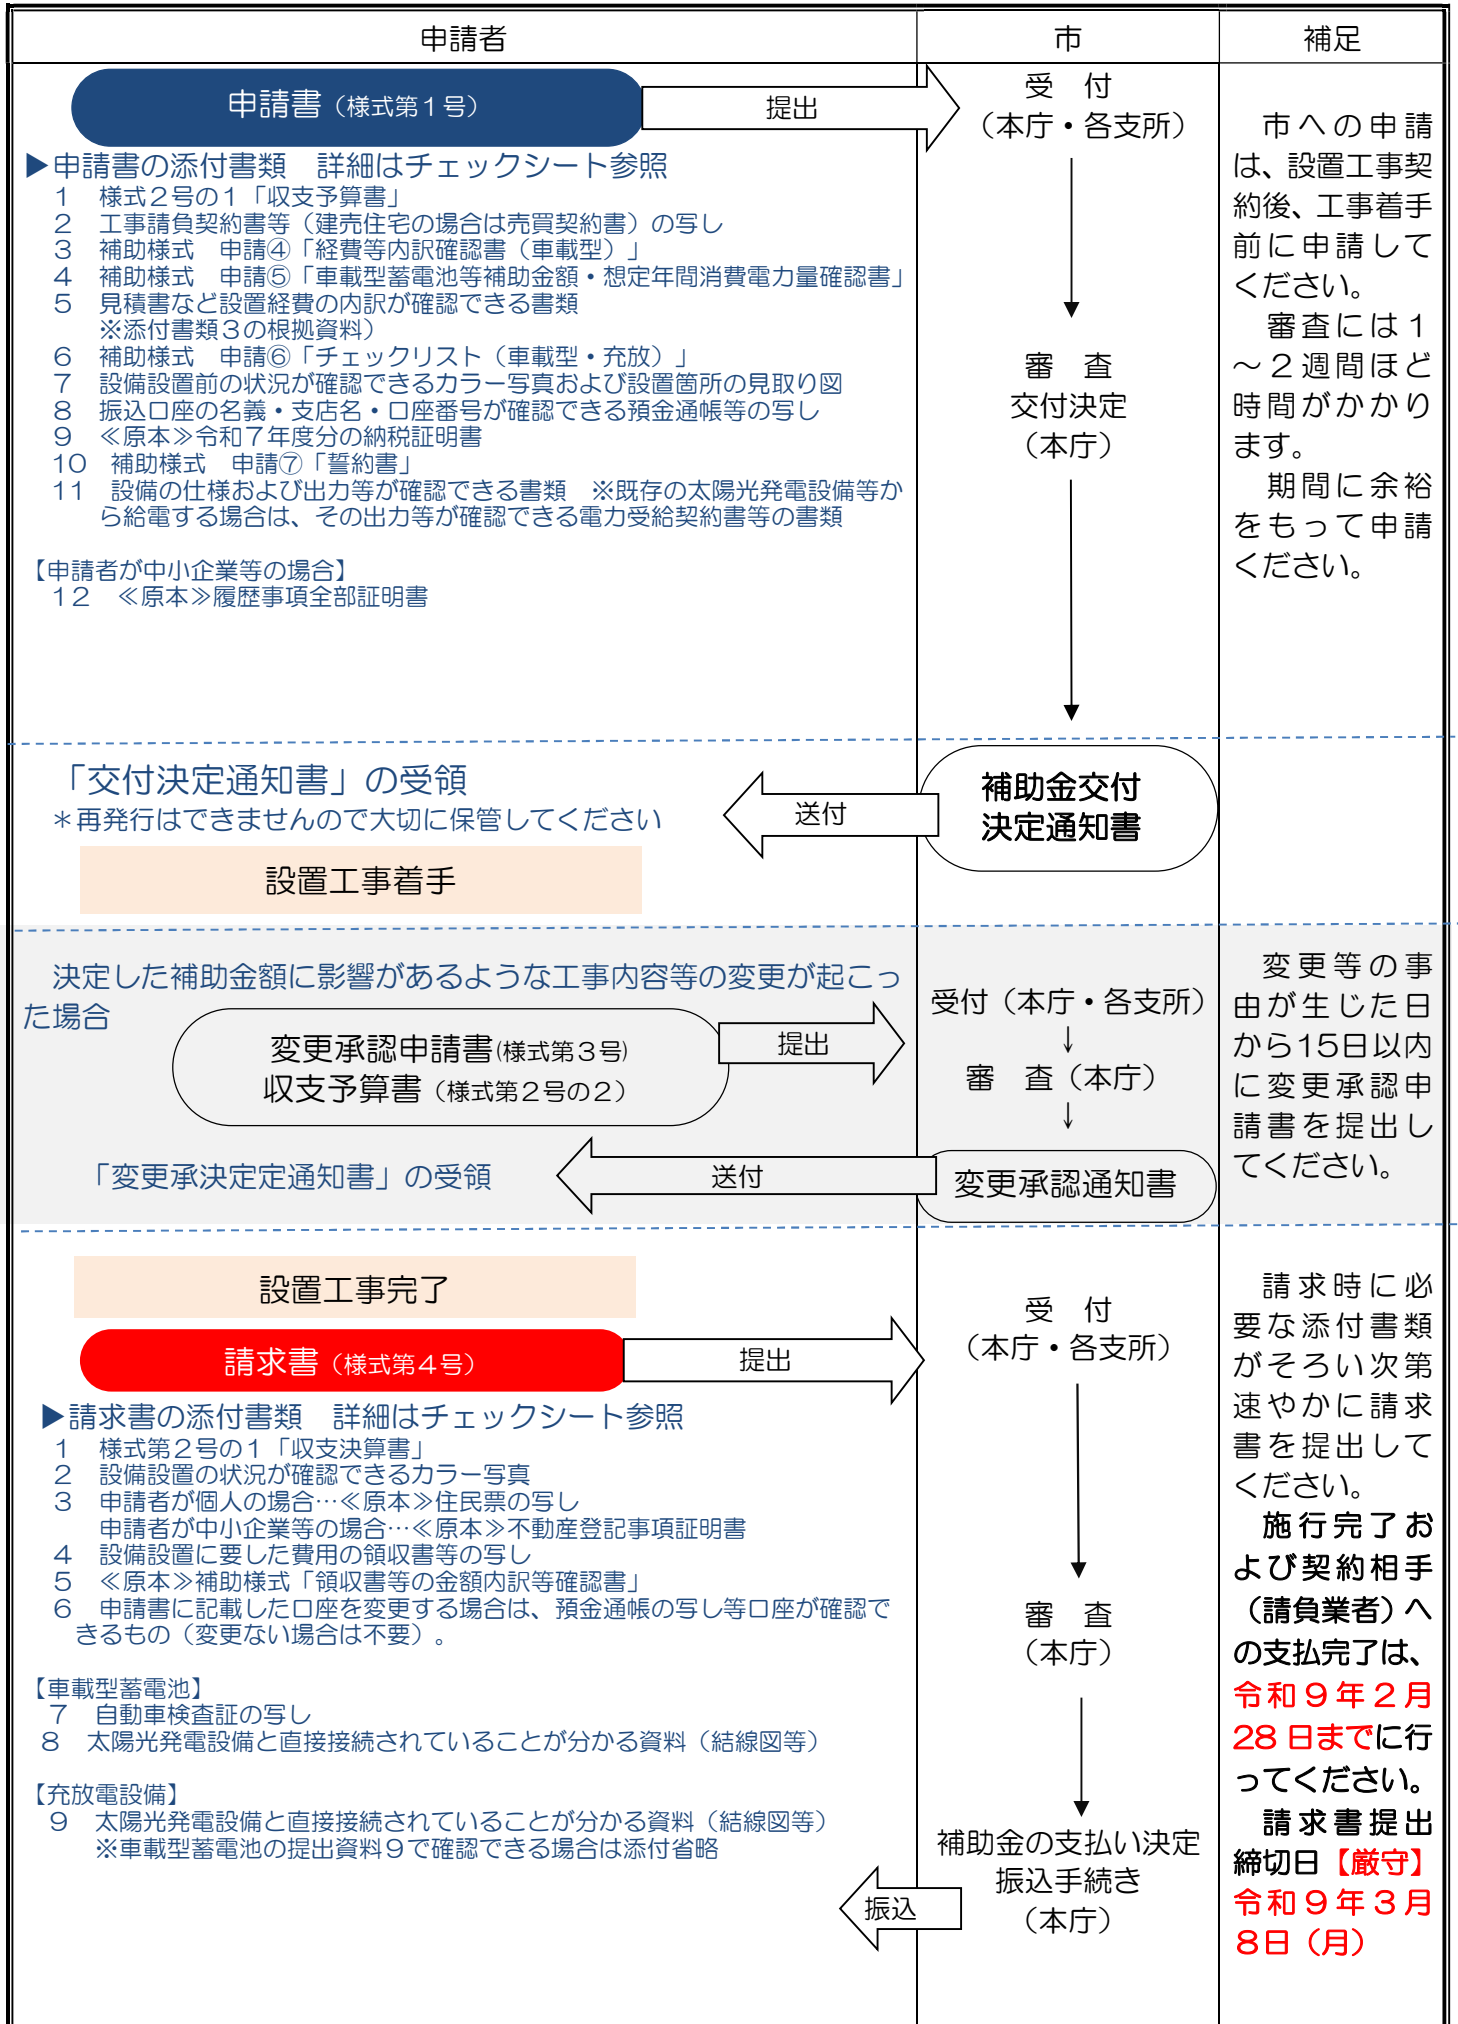 申請者
市
補足
申請書（様式第１号）
提出
受　付
（本庁・各支所）
▶申請書の添付書類　詳細はチェックシート参照
１　様式２号の１「収支予算書」
２　工事請負契約書等（建売住宅の場合は売買契約書）の写し
３　補助様式　申請④「経費等内訳確認書（車載型）」
４　補助様式　申請⑤「車載型蓄電池等補助金額・想定年間消費電力量確認書」
５　見積書など設置経費の内訳が確認できる書類
※添付書類３の根拠資料）
６　補助様式　申請⑥「チェックリスト（車載型・充放）」
７　設備設置前の状況が確認できるカラー写真および設置箇所の見取り図
８　振込口座の名義・支店名・口座番号が確認できる預金通帳等の写し
９　≪原本≫令和７年度分の納税証明書
１０　補助様式　申請⑦「誓約書」
１１　設備の仕様および出力等が確認できる書類　※既存の太陽光発電設備等か
ら給電する場合は、その出力等が確認できる電力受給契約書等の書類
【申請者が中小企業等の場合】
１２　≪原本≫履歴事項全部証明書
審　査
交付決定
（本庁）
市への申請
は、設置工事契
約後、工事着手
前に申請して
ください。
審査には１
～２週間ほど
時間がかかり
ます。
期間に余裕
をもって申請
ください。
「交付決定通知書」の受領
＊再発行はできませんので大切に保管してください
送付
補助金交付
決定通知書
設置工事着手
決定した補助金額に影響があるような工事内容等の変更が起こっ
た場合
変更承認申請書(様式第３号)
収支予算書（様式第２号の２）
提出
受付（本庁・各支所）
↓
審　査（本庁）
↓
「変更承決定定通知書」の受領
送付
変更承認通知書
変更等の事
由が生じた日
から15日以内
に変更承認申
請書を提出し
てください。
設置工事完了
請求書（様式第４号）
提出
受　付
（本庁・各支所）
▶請求書の添付書類　詳細はチェックシート参照
１　様式第２号の１「収支決算書」
２　設備設置の状況が確認できるカラー写真
３　申請者が個人の場合…≪原本≫住民票の写し
申請者が中小企業等の場合…≪原本≫不動産登記事項証明書
４　設備設置に要した費用の領収書等の写し
５　≪原本≫補助様式「領収書等の金額内訳等確認書」
６　申請書に記載した口座を変更する場合は、預金通帳の写し等口座が確認で
きるもの（変更ない場合は不要）。
【車載型蓄電池】
７　自動車検査証の写し
８　太陽光発電設備と直接接続されていることが分かる資料（結線図等）
【充放電設備】
９　太陽光発電設備と直接接続されていることが分かる資料（結線図等）
※車載型蓄電池の提出資料９で確認できる場合は添付省略
審　査
（本庁）
補助金の支払い決定
振込手続き
（本庁）
振込
請求時に必
要な添付書類
がそろい次第
速やかに請求
書を提出して
ください。
施行完了お
よび契約相手
（請負業者）へ
の支払完了は、
令和９年２月
28 日までに行
ってください。
請求書提出
締切日【厳守】
令和９年３月
８日（月）